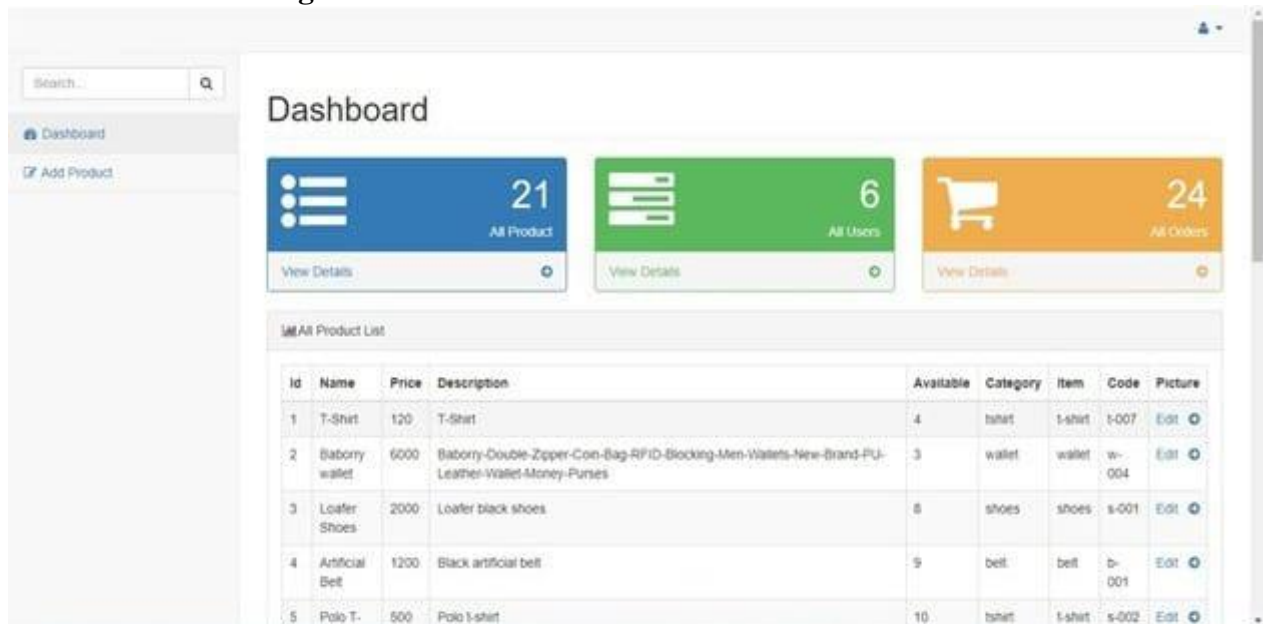 Search...
Dashboard
Add Product
Dashboard
21
All Product
View Details
6
All Users
View Details
24
All Orders
View Details
All Product List
Id Name Price Description Available Category Item Code Picture
1 T-Shirt 120 T-Shirt 4 tshirt t-shirt t-007 Edit
2 Baborry 6000 Baborry-Double-Zipper-Coin-Bag-RFID-Blocking-Men-Wallets-New-Brand-PU- 3 wallet wallet w- Edit
wallet Leather-Wallet-Money-Purses 004
3 Loafer 2000 Loafer black shoes 8 shoes shoes s-001 Edit
Shoes
4 Artificial 1200 Black artificial belt 9 belt belt b- Edit
Belt 001
5 Polo T- 500 Polo t-shirt 10 tshirt t-shirt s-002 Edit